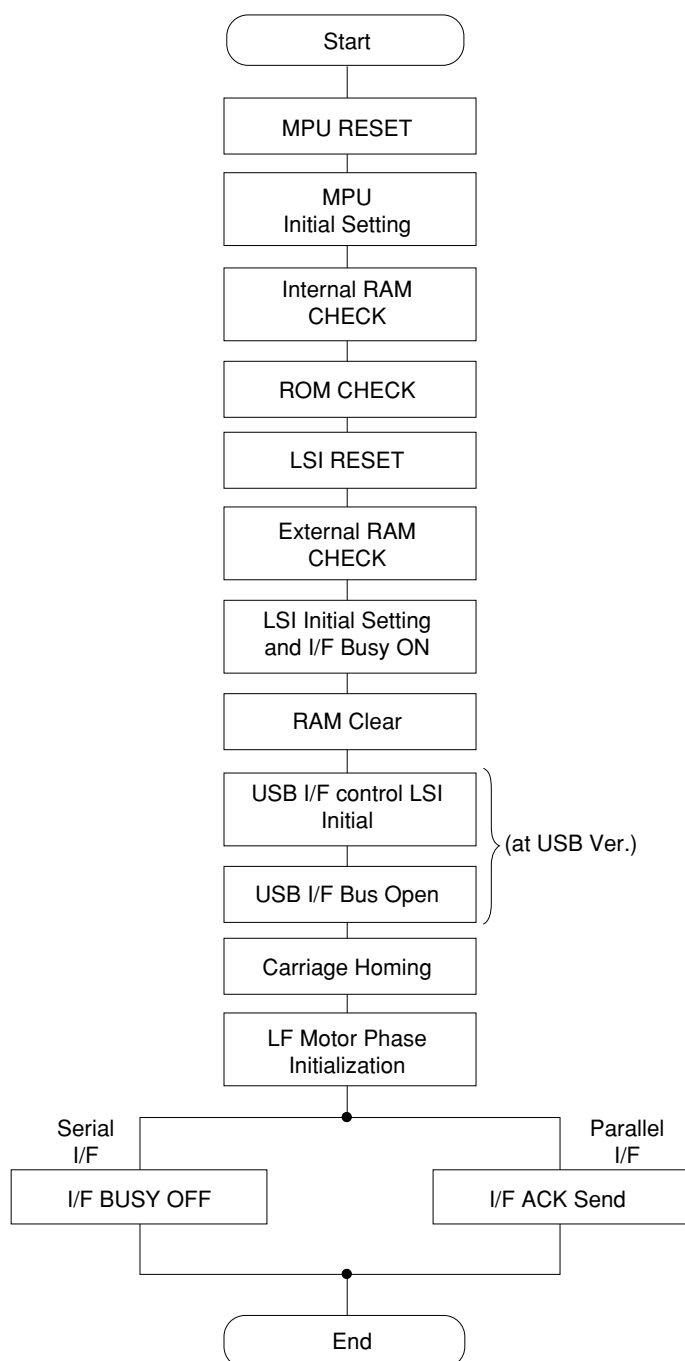 Start
MPU RESET
MPU
Initial Setting
Internal RAM
CHECK
ROM CHECK
LSI RESET
External RAM
CHECK
LSI Initial Setting
and I/F Busy ON
RAM Clear
USB I/F control LSI
Initial
(at USB Ver.)
USB I/F Bus Open
Carriage Homing
LF Motor Phase
Initialization
Serial
I/F
I/F BUSY OFF
Parallel
I/F
I/F ACK Send
End